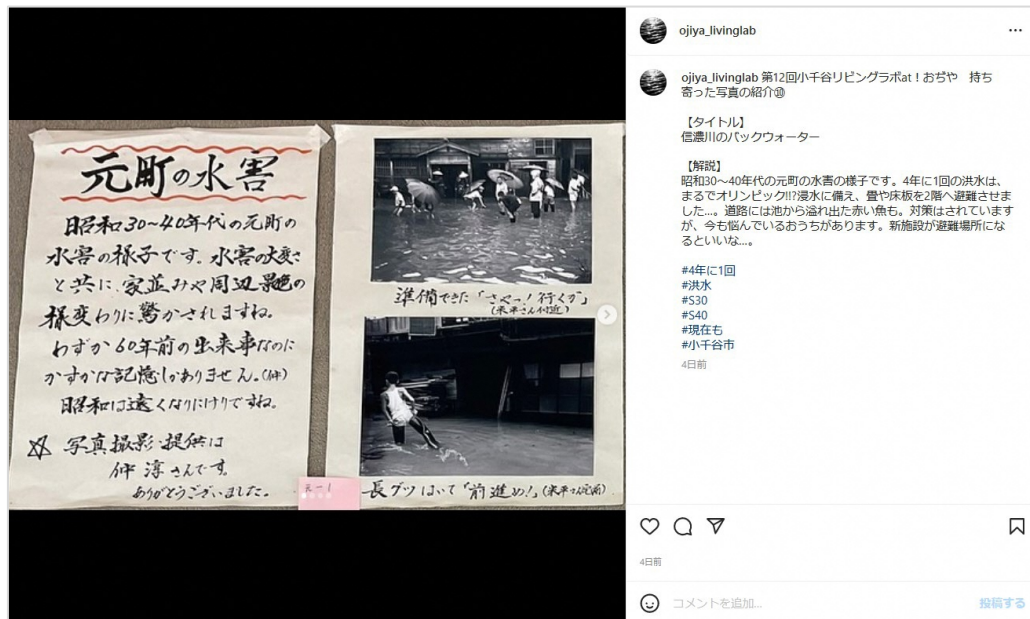 元町の水害
昭和30~40年代の元町の
水害の様子です。水害の大変さ
と共に、家並みや周辺景色の
様変わりに驚かされますね。
わずか60年前の出来事なのに
かすかな記憶しかありません。(仲)
昭和は遠くなりにけりですね。
☆ 写真撮影・提供は
仲 淳さんです。
ありがとうございました。
準備できた「さぁっ!行くか」
(米平さん付近)
長グツはいて「前進め!」(米平さん宅前)
元-1
ojiya_livinglab
ojiya_livinglab 第12回小千谷リビングラボat!おぢや 持ち
寄った写真の紹介⑩
【タイトル】
信濃川のバックウォーター
【解説】
昭和30~40年代の元町の水害の様子です。4年に1回の洪水は、
まるでオリンピック!!?浸水に備え、畳や床板を2階へ避難させま
した…。道路には池から溢れ出た赤い魚も。対策はされています
が、今も悩んでいるおうちがあります。新施設が避難場所にな
るといいな…。
#4年に1回
#洪水
#S30
#S40
#現在も
#小千谷市
4日前
4日前
コメントを追加...
投稿する